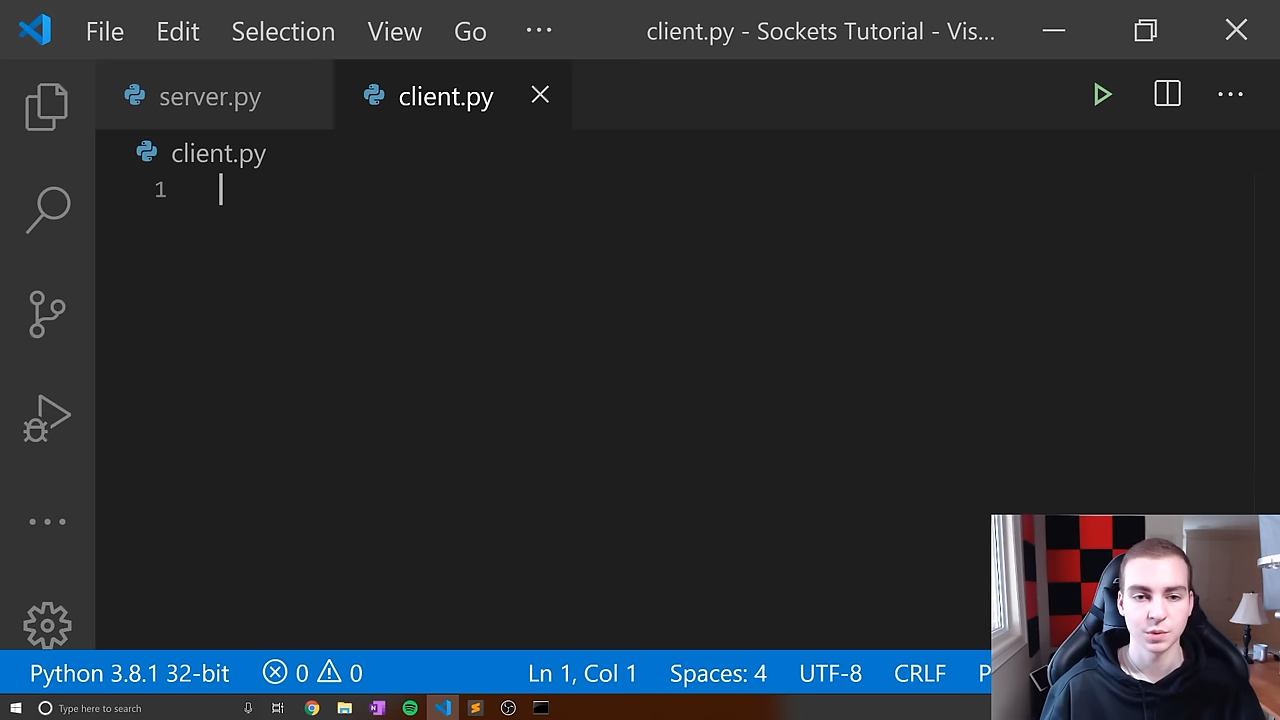 File Edit Selection View Go ··· client.py - Sockets Tutorial - Vis...
server.py client.py
client.py
1
Python 3.8.1 32-bit 0 0 Ln 1, Col 1 Spaces: 4 UTF-8 CRLF P
Type here to search